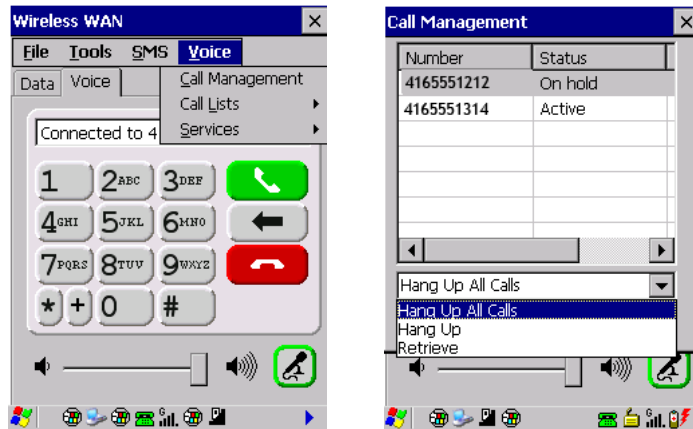 Wireless WAN
File Tools SMS Voice
Data Voice
Call Management
Call Lists
Services
Connected to 4
1 2ABC 3DEF
4GHI 5JKL 6MNO
7PQRS 8TUV 9WXYZ
* + 0 #
G
Call Management
Number Status
4165551212 On hold
4165551314 Active
Hang Up All Calls
Hang Up All Calls
Hang Up
Retrieve
G